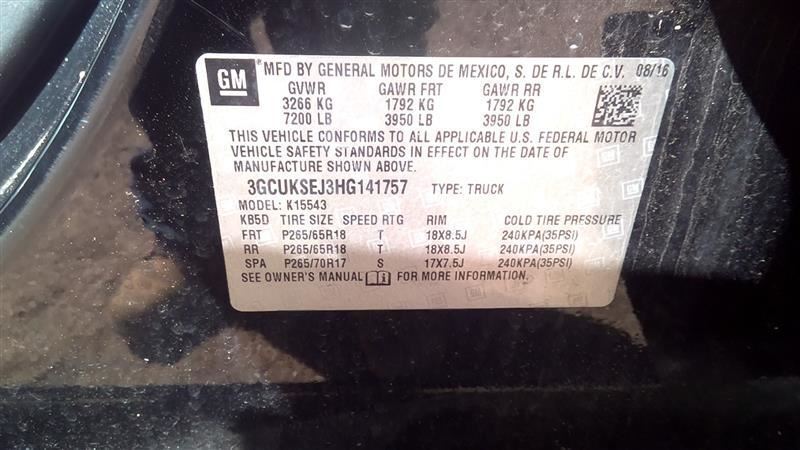 GM MFD BY GENERAL MOTORS DE MEXICO, S. DE R.L. DE C.V. 08/16
GVWR GAWR FRT GAWR RR
3266 KG 1792 KG 1792 KG
7200 LB 3950 LB 3950 LB
THIS VEHICLE CONFORMS TO ALL APPLICABLE U.S. FEDERAL MOTOR
VEHICLE SAFETY STANDARDS IN EFFECT ON THE DATE OF
MANUFACTURE SHOWN ABOVE.
3GCUKSEJ3HG141757 TYPE: TRUCK
MODEL: K15543
KB5D TIRE SIZE SPEED RTG RIM COLD TIRE PRESSURE
FRT P265/65R18 T 18X8.5J 240KPA(35PSI)
RR P265/65R18 T 18X8.5J 240KPA(35PSI)
SPA P265/70R17 S 17X7.5J 240KPA(35PSI)
SEE OWNER'S MANUAL FOR MORE INFORMATION.